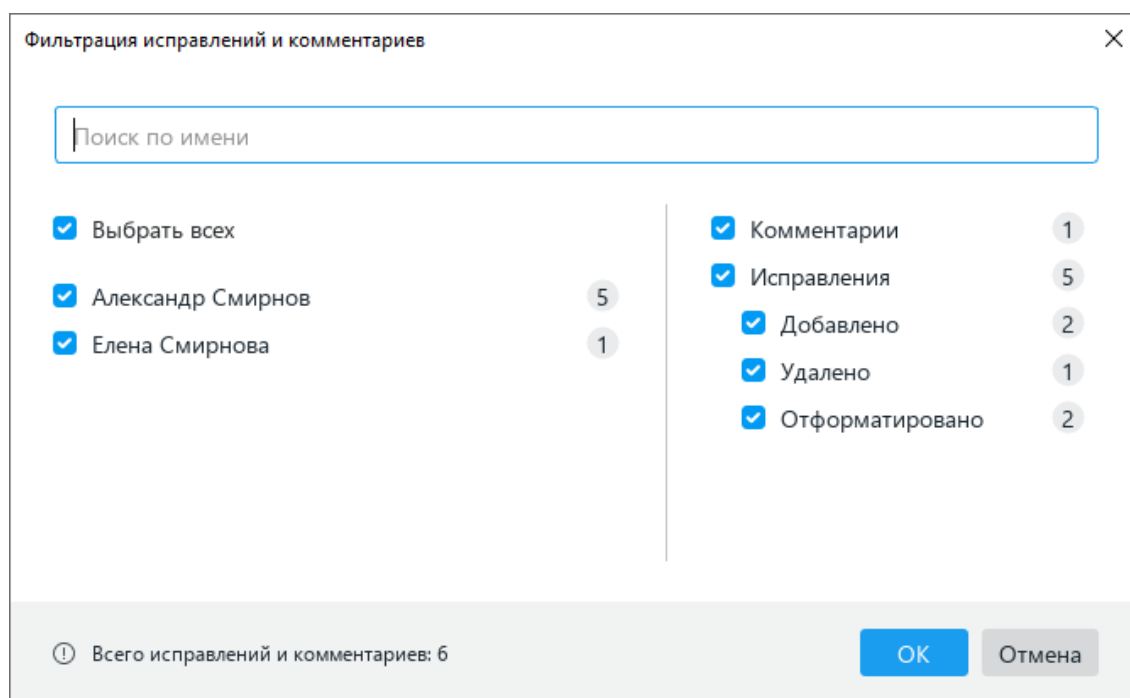 Фильтрация исправлений и комментариев
Поиск по имени
Выбрать всех
Александр Смирнов 5
Елена Смирнова 1
Комментарии 1
Исправления 5
Добавлено 2
Удалено 1
Отформатировано 2
Всего исправлений и комментариев: 6
ОК Отмена